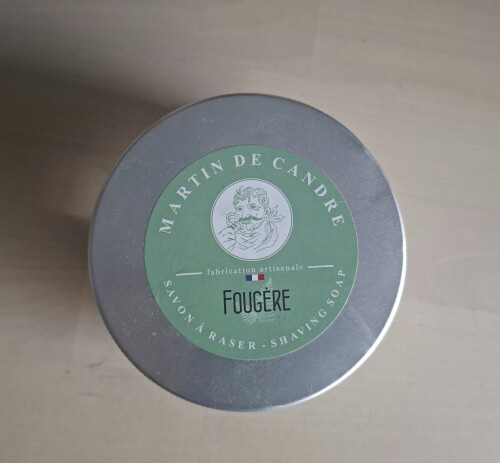 MARTIN DE CANDRE
fabrication artisanale
FOUGÈRE
SAVON À RASER - SHAVING SOAP